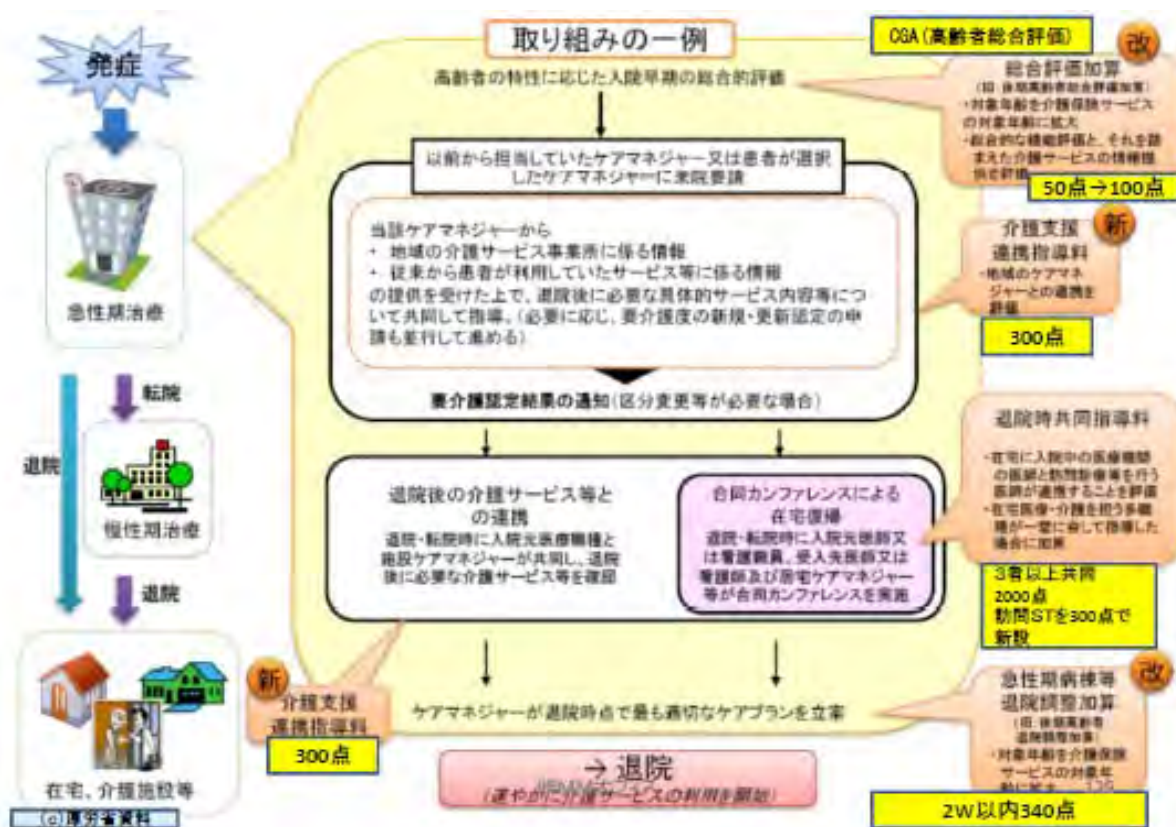 発症
急性期治療
転院
退院
慢性期治療
退院
在宅、介護施設等
(c)厚労省資料
取り組みの一例
高齢者の特性に応じた入院早期の総合的評価
以前から担当していたケアマネジャー又は患者が選択
したケアマネジャーに来院要請
当該ケアマネジャーから
・ 地域の介護サービス事業所に係る情報
・ 従来から患者が利用していたサービス等に係る情報
の提供を受けた上で、退院後に必要な具体的サービス内容等につ
いて共同して指導。(必要に応じ、要介護度の新規・更新認定の申
請も並行して進める)
要介護認定結果の通知(区分変更等が必要な場合)
退院後の介護サービス等と
の連携
退院・転院時に入院元医療職種と
施設ケアマネジャーが共同し、退院
後に必要な介護サービス等を確認
合同カンファレンスによる
在宅復帰
退院・転院時に入院元医師又
は看護職員、受入先医師又は
看護師及び居宅ケアマネジャー
等が合同カンファレンスを実施
ケアマネジャーが退院時点で最も適切なケアプランを立案
→ 退院
(速やかに介護サービスの利用を開始)
新
介護支援
連携指導料
300点
CGA(高齢者総合評価)
改
総合評価加算
(旧 後期高齢者総合評価加算)
・対象年齢を介護保険サービス
の対象年齢に拡大
・総合的な機能評価と、それを踏
まえた介護サービスの情報提
供を評価
50点→100点
新
介護支援
連携指導料
・地域のケアマネ
ジャーとの連携を
評価
300点
退院時共同指導料
・在宅に入院中の医療機関
の医師と訪問診療等を行う
医師が連携することを評価
・在宅医療・介護を担う多職
種が一堂に会して指導した
場合に加算
3者以上共同
2000点
訪問STを300点で
新設
改
急性期病棟等
退院調整加算
(旧 後期高齢者
退院調整加算)
・対象年齢を介護保険
サービスの対象年
齢に拡大
2W以内340点